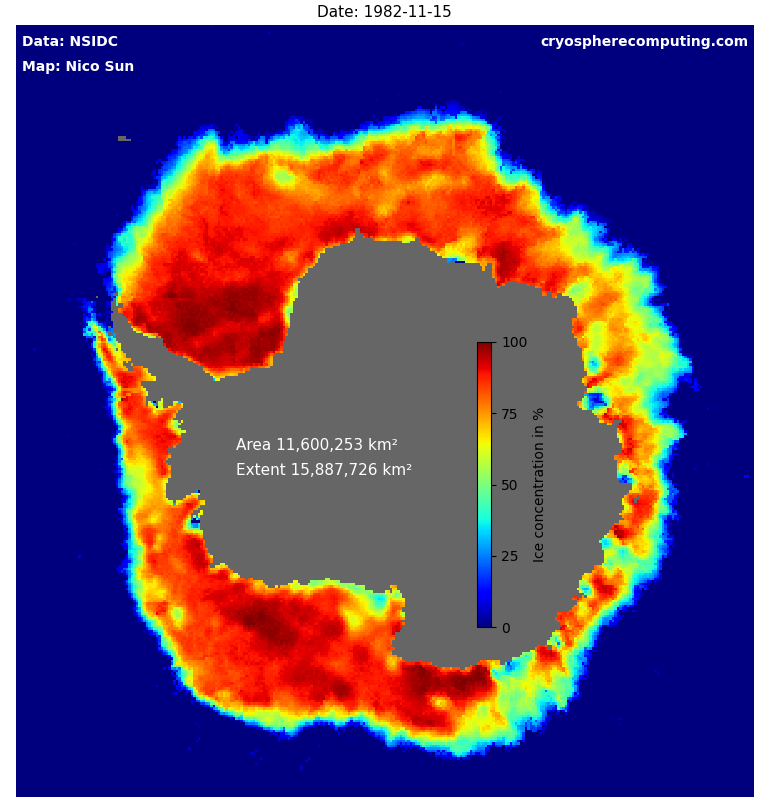 Date: 1982-11-15
Data: NSIDC
cryospherecomputing.com
Map: Nico Sun
100
75
50
25
0
Ice concentration in %
Area 11,600,253 km²
Extent 15,887,726 km²